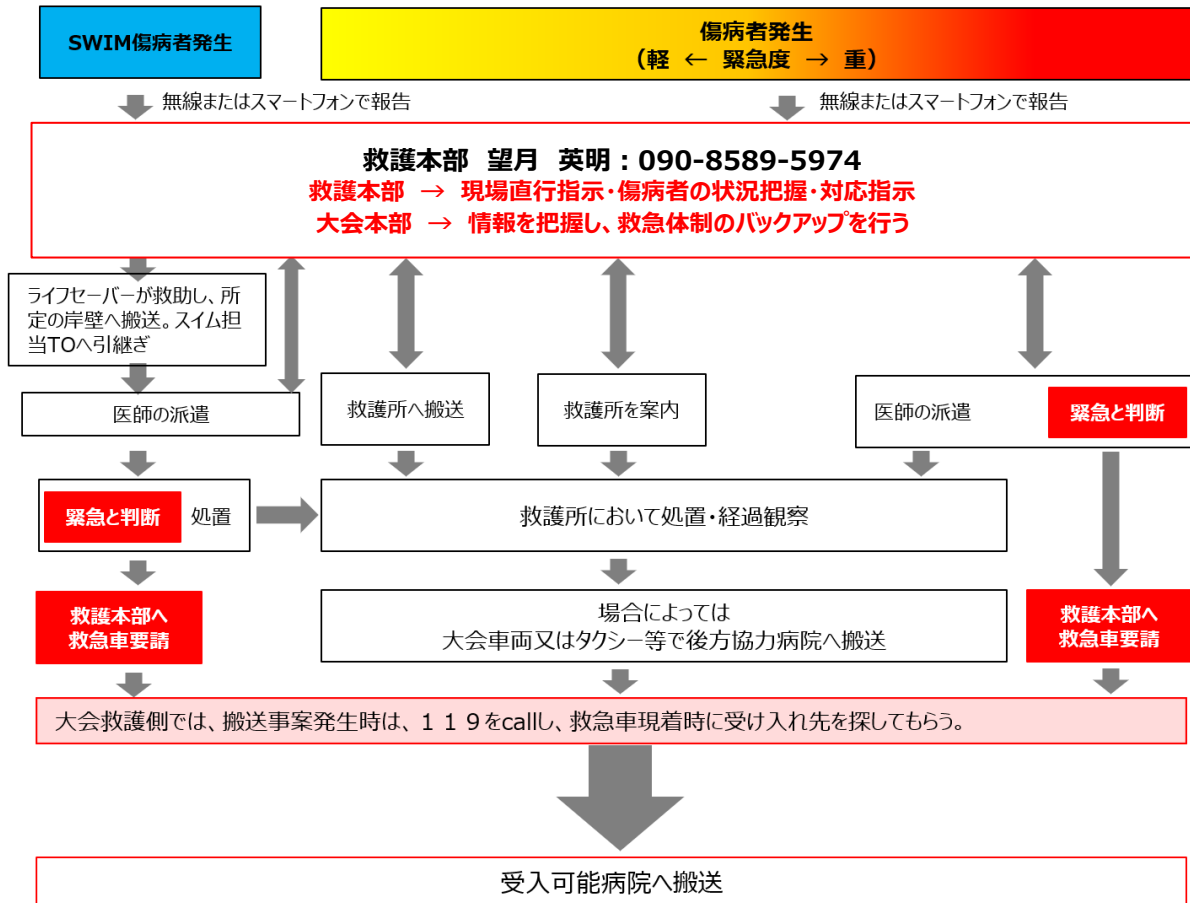 SWIM傷病者発生
傷病者発生
(軽 ← 緊急度 → 重)
無線またはスマートフォンで報告
無線またはスマートフォンで報告
救護本部 望月 英明：090-8589-5974
救護本部 → 現場直行指示・傷病者の状況把握・対応指示
大会本部 → 情報を把握し、救急体制のバックアップを行う
ライフセーバーが救助し、所
定の岸壁へ搬送。スイム担
当TOへ引継ぎ
医師の派遣
救護所へ搬送
救護所を案内
医師の派遣
緊急と判断
緊急と判断
処置
救護所において処置・経過観察
救護本部へ
救急車要請
場合によっては
大会車両又はタクシー等で後方協力病院へ搬送
救護本部へ
救急車要請
大会救護側では、搬送事案発生時は、１１９をcallし、救急車現着時に受け入れ先を探してもらう。
受入可能病院へ搬送